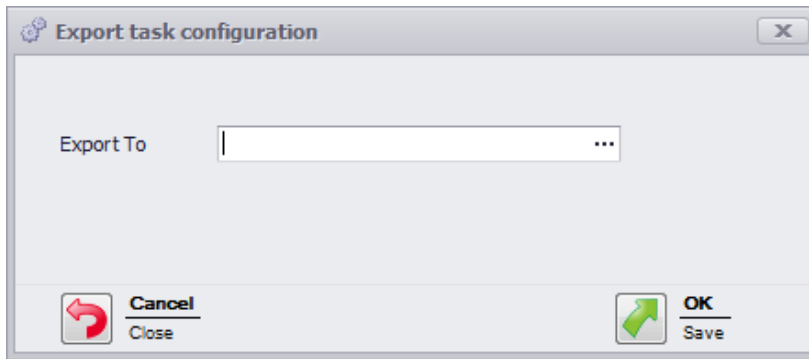 Export task configuration
Export To
...
Cancel
Close
OK
Save